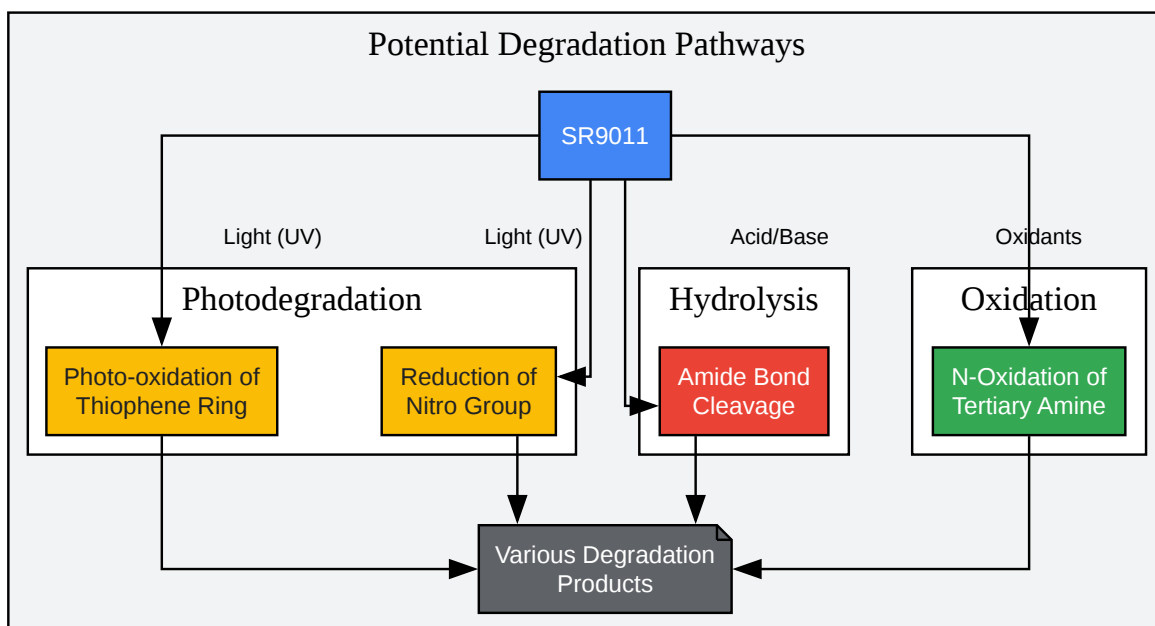 Potential Degradation Pathways
SR9011
Light (UV)
Light (UV)
Acid/Base
Oxidants
Photodegradation
Hydrolysis
Oxidation
Photo-oxidation of
Thiophene Ring
Reduction of
Nitro Group
Amide Bond
Cleavage
N-Oxidation of
Tertiary Amine
Various Degradation
Products